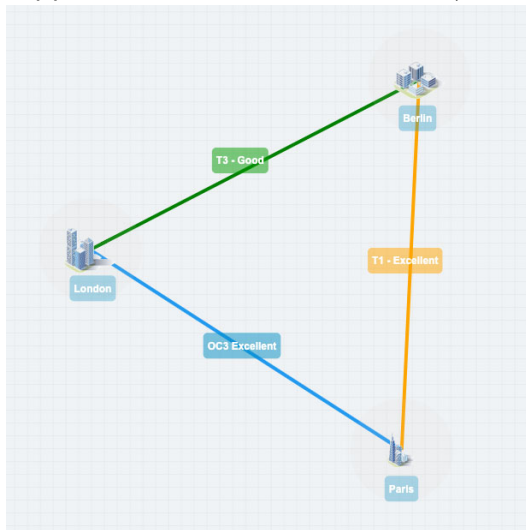 Berlin
T3 - Good
T1 - Excellent
London
OC3 Excellent
Paris